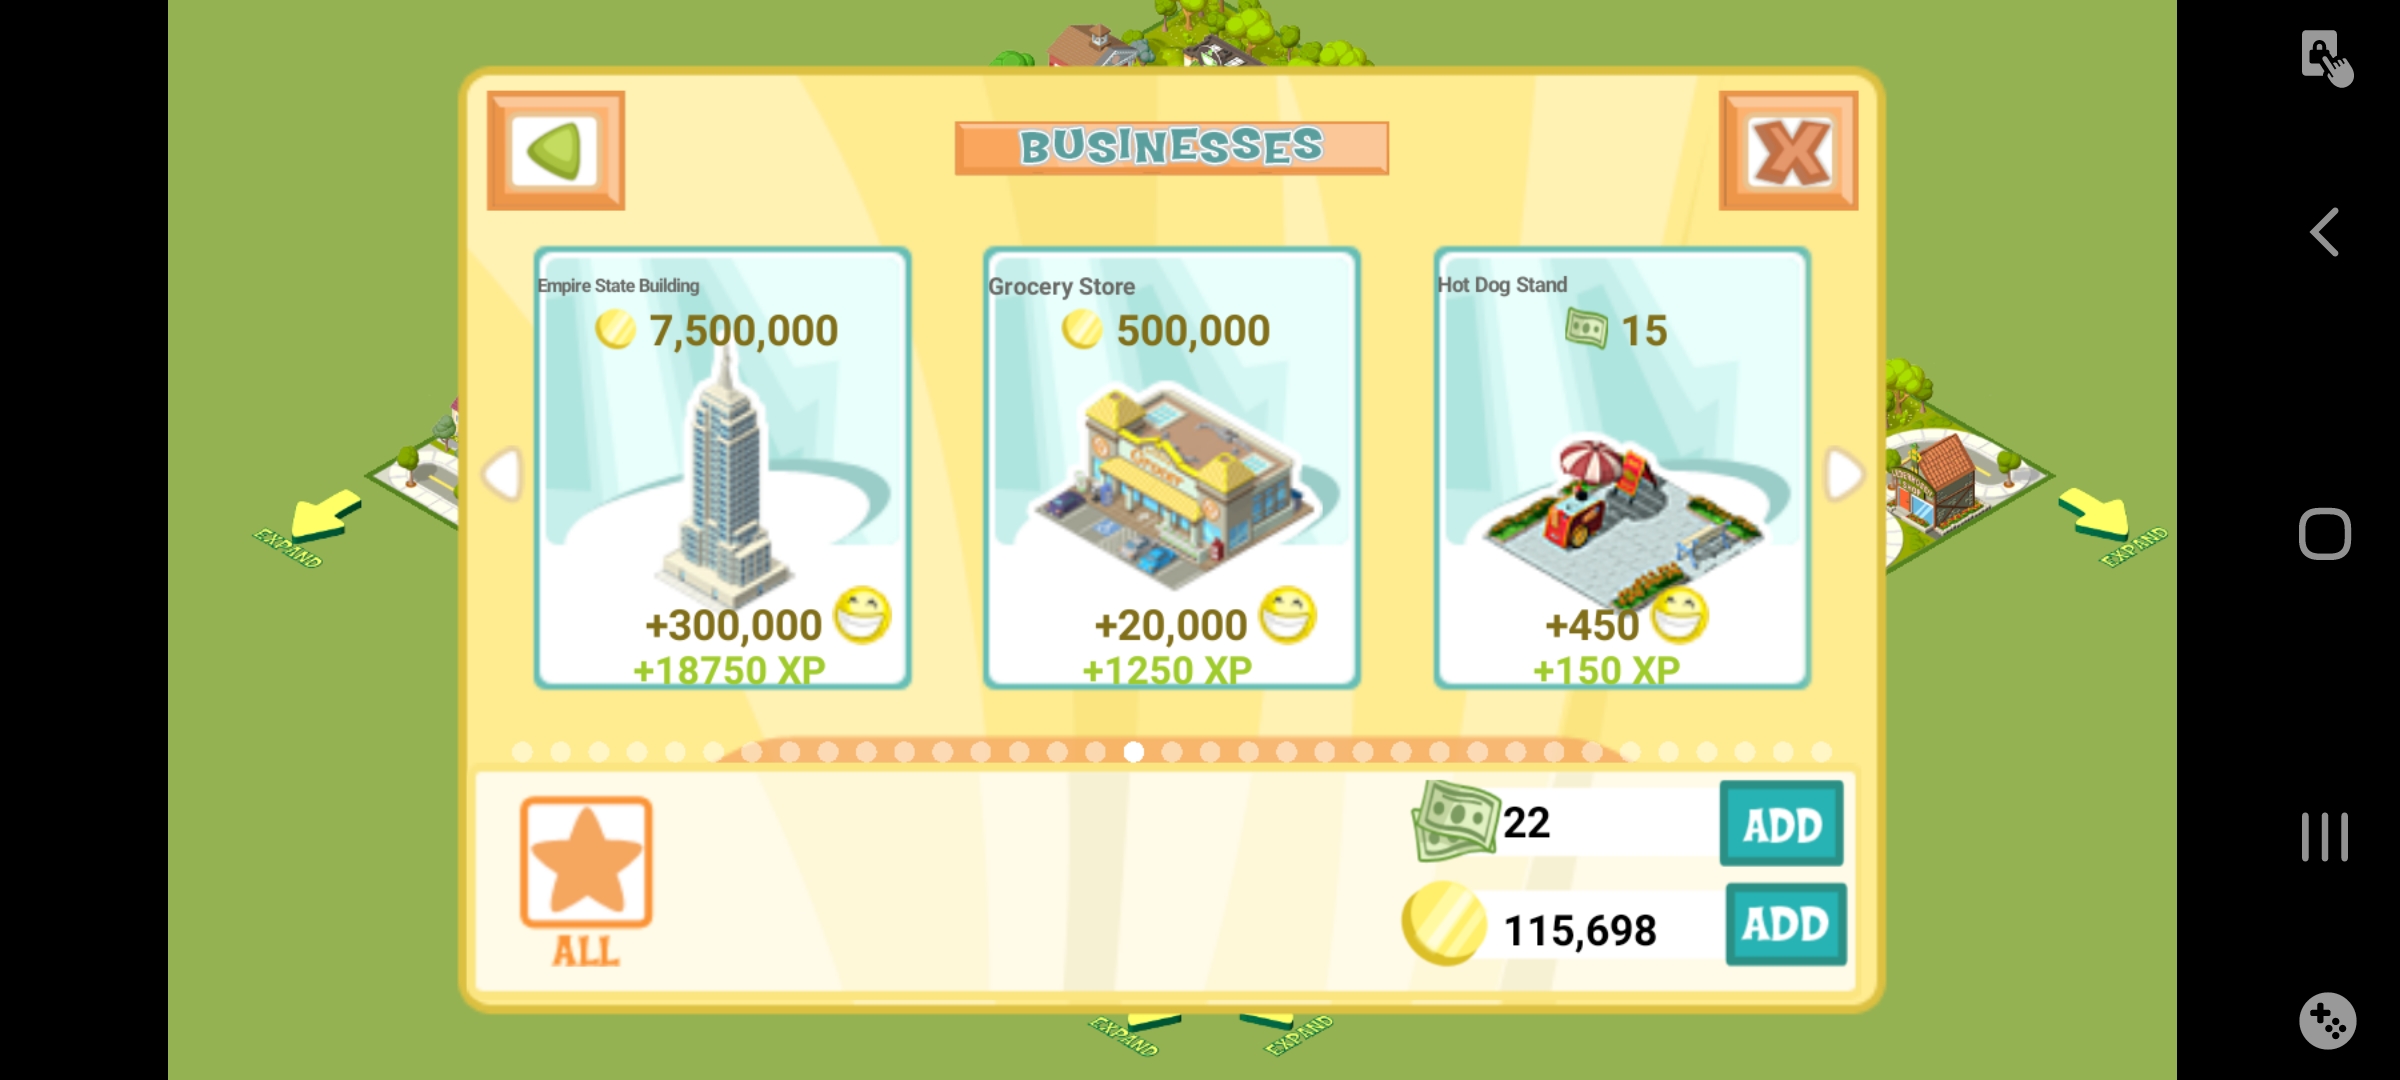 BUSINESSES
Empire State Building
7,500,000
+300,000
+18750 XP
Grocery Store
500,000
+20,000
+1250 XP
Hot Dog Stand
15
+450
+150 XP
EXPAND
EXPAND
ALL
22
ADD
115,698
ADD
EXPAND
EXPAND